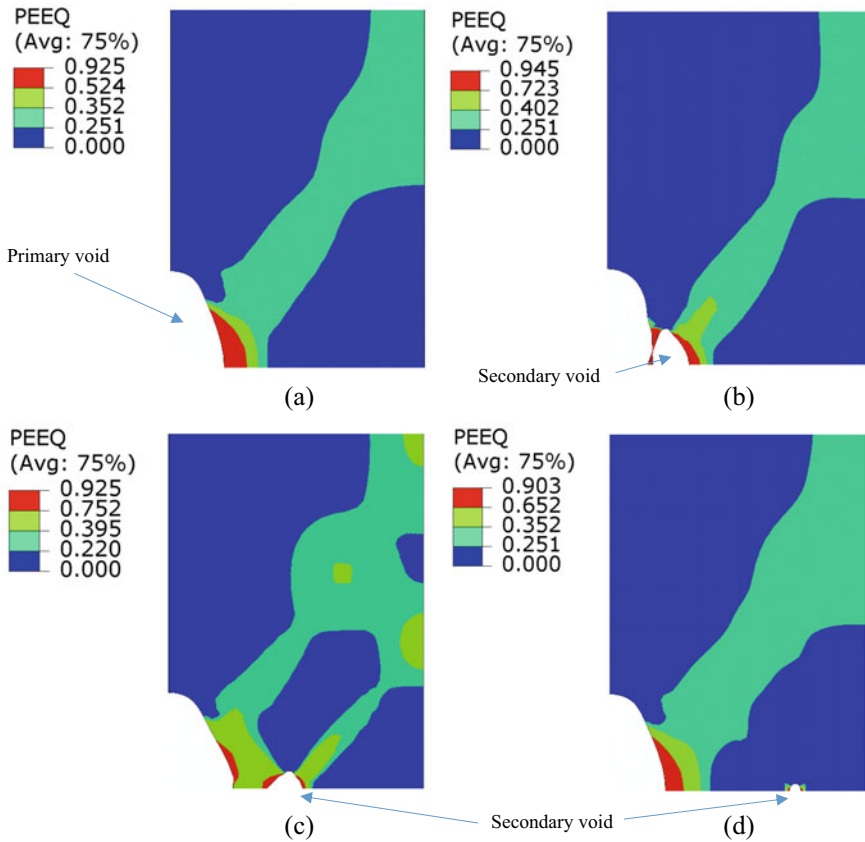 PEEQ
(Avg: 75%)
0.925
0.524
0.352
0.251
0.000
Primary void
(a)
PEEQ
(Avg: 75%)
0.945
0.723
0.402
0.251
0.000
Secondary void
(b)
PEEQ
(Avg: 75%)
0.925
0.752
0.395
0.220
0.000
(c)
PEEQ
(Avg: 75%)
0.903
0.652
0.352
0.251
0.000
Secondary void
(d)